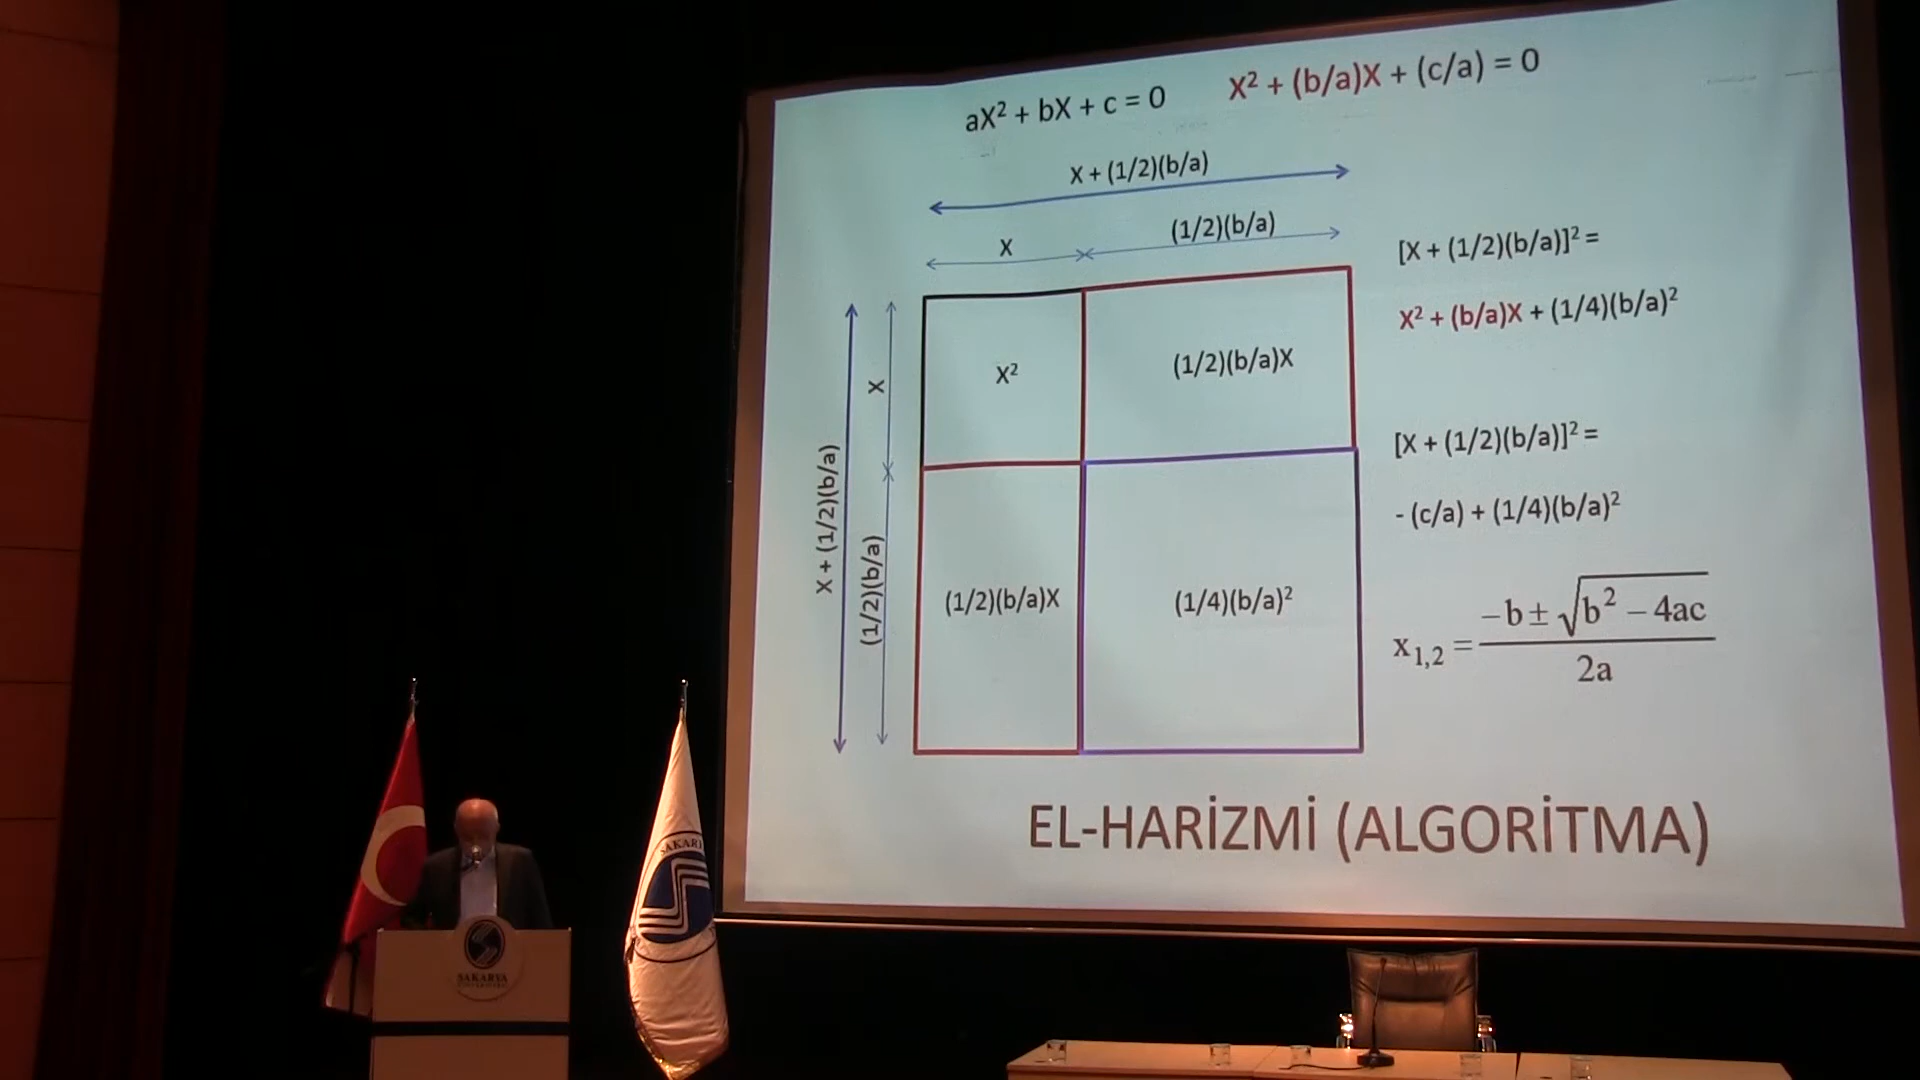 aX² + bX + c = 0
X² + (b/a)X + (c/a) = 0
X + (1/2)(b/a)
X
(1/2)(b/a)
X + (1/2)(b/a)
X
(1/2)(b/a)
X²
(1/2)(b/a)X
(1/2)(b/a)X
(1/4)(b/a)²
[X + (1/2)(b/a)]² =
X² + (b/a)X + (1/4)(b/a)²
[X + (1/2)(b/a)]² =
- (c/a) + (1/4)(b/a)²
x₁,₂ = (−b ± √(b² − 4ac)) / 2a
EL-HARİZMİ (ALGORİTMA)
SAKARYA